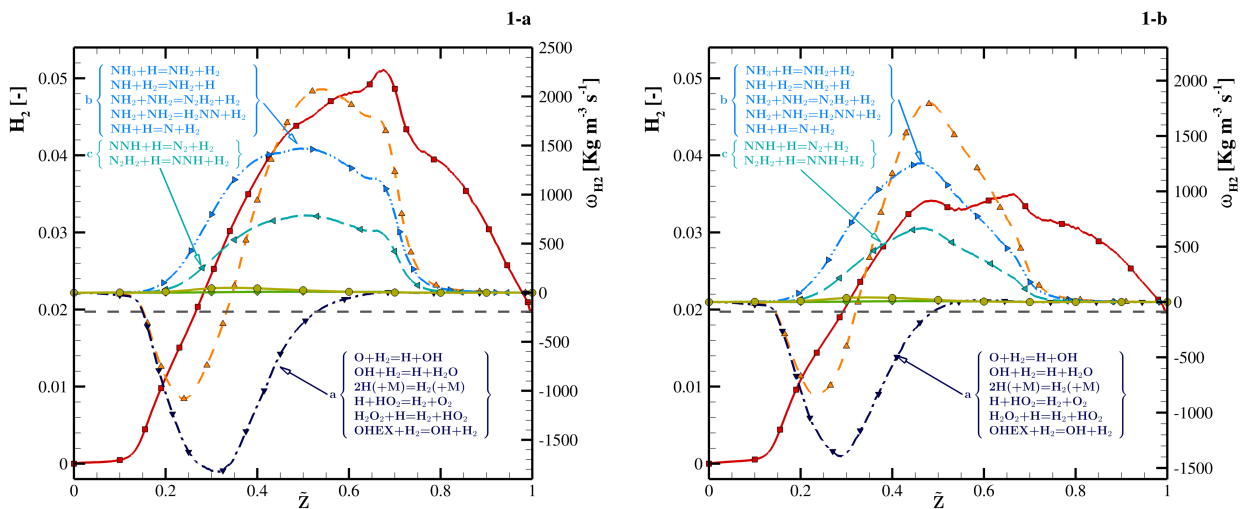 1-a
H₂ [-]
0.05
0.04
0.03
0.02
0.01
0
b
NH₃+H=NH₂+H₂
NH+H₂=NH₂+H
NH₂+NH₂=N₂H₂+H₂
NH₂+NH₂=H₂NN+H₂
NH+H=N+H₂
c
NNH+H=N₂+H₂
N₂H₂+H=NNH+H₂
a
O+H₂=H+OH
OH+H₂=H+H₂O
2H(+M)=H₂(+M)
H+HO₂=H₂+O₂
H₂O₂+H=H₂+HO₂
OHEX+H₂=OH+H₂
2500
2000
1500
1000
500
0
-500
-1000
-1500
ω_H2 [Kg m⁻³ s⁻¹]
0 0.2 0.4 0.6 0.8 1
Z̃
1-b
H₂ [-]
0.05
0.04
0.03
0.02
0.01
0
b
NH₃+H=NH₂+H₂
NH+H₂=NH₂+H
NH₂+NH₂=N₂H₂+H₂
NH₂+NH₂=H₂NN+H₂
NH+H=N+H₂
c
NNH+H=N₂+H₂
N₂H₂+H=NNH+H₂
a
O+H₂=H+OH
OH+H₂=H+H₂O
2H(+M)=H₂(+M)
H+HO₂=H₂+O₂
H₂O₂+H=H₂+HO₂
OHEX+H₂=OH+H₂
2000
1500
1000
500
0
-500
-1000
-1500
ω_H2 [Kg m⁻³ s⁻¹]
0 0.2 0.4 0.6 0.8 1
Z̃